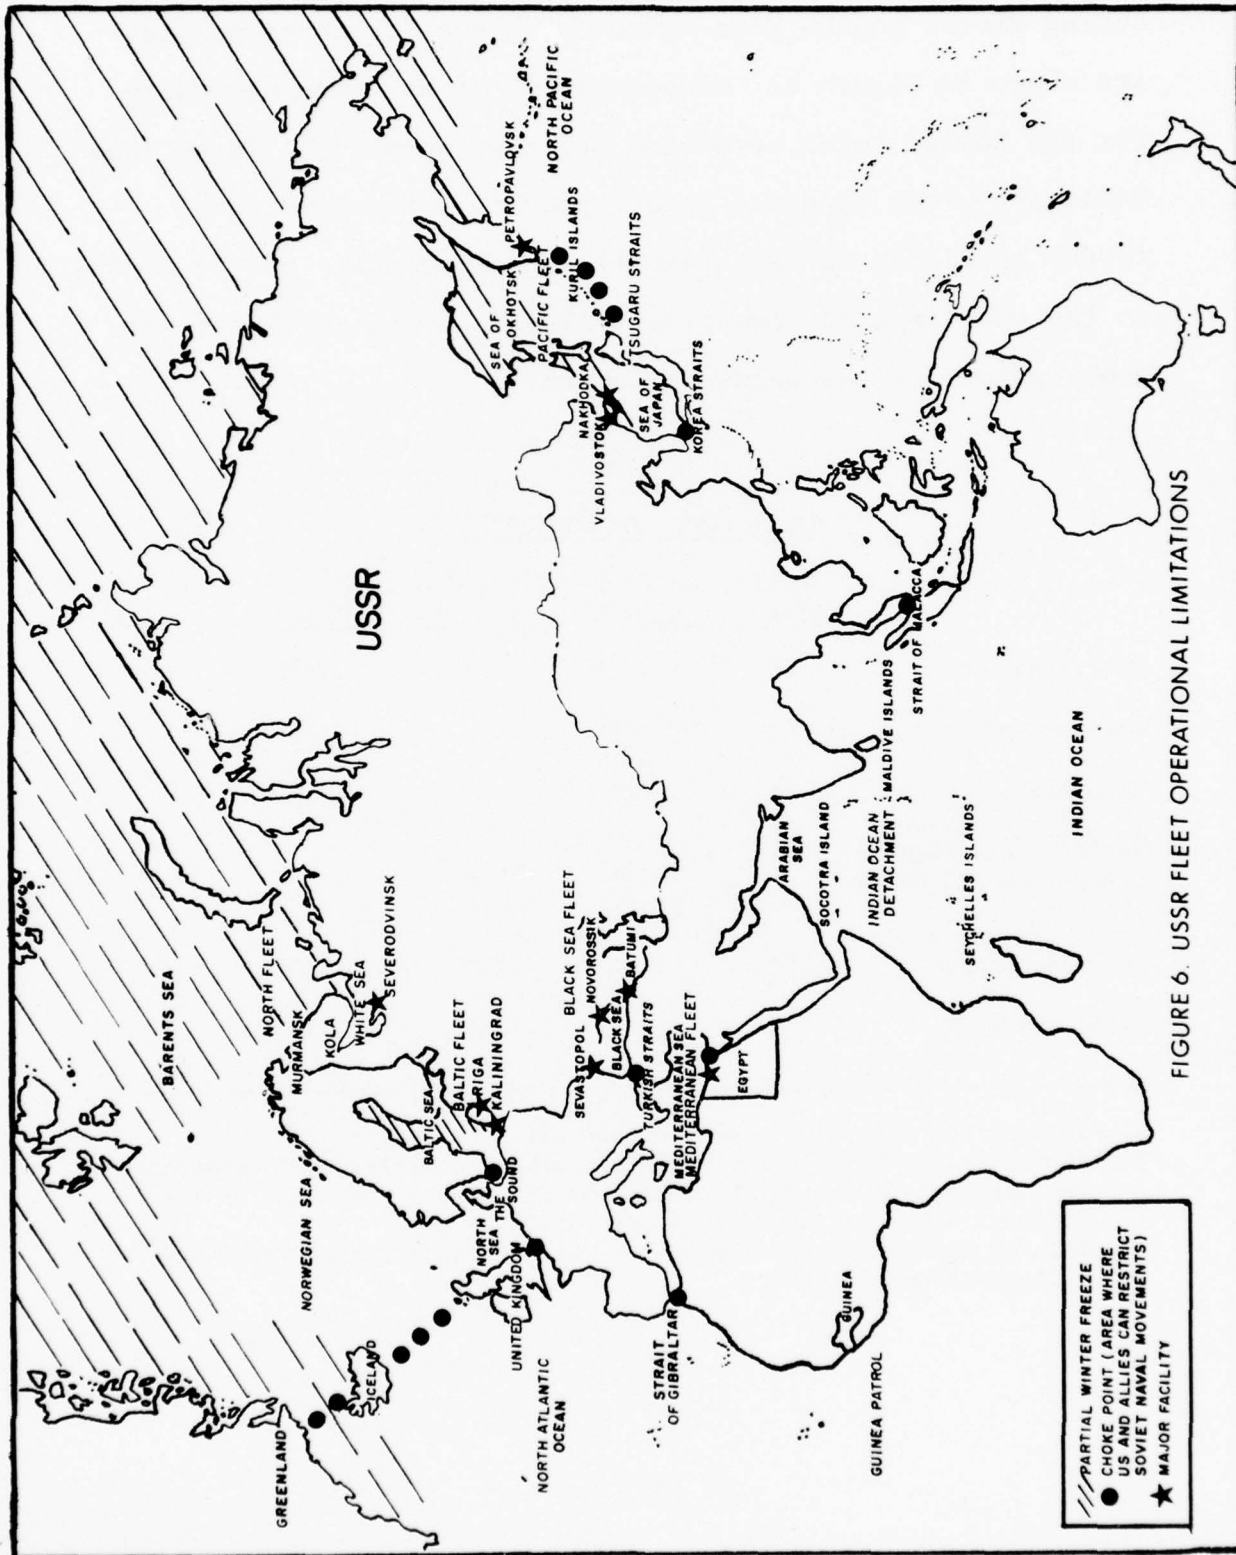 GREENLAND
ICELAND
NORWEGIAN SEA
BARENTS SEA
NORTH FLEET
MURMANSK
KOLA
WHITE SEA
SEVERODVINSK
USSR
BALTIC SEA
BALTIC FLEET
RIGA
KALININGRAD
NORTH
SEA
THE SOUND
UNITED KINGDOM
NORTH ATLANTIC
OCEAN
BLACK SEA FLEET
SEVASTOPOL
NOVOROSSIK
BLACK SEA
BATUMI
TURKISH STRAITS
MEDITERRANEAN SEA
MEDITERRANEAN FLEET
EGYPT
STRAIT
OF GIBRALTAR
GUINEA
GUINEA PATROL
ARABIAN
SEA
SOCOTRA ISLAND
INDIAN OCEAN
DETACHMENT
MALDIVE ISLANDS
SEYCHELLES ISLANDS
STRAIT OF MALACCA
INDIAN OCEAN
SEA OF
OKHOTSK
PETROPAVLOVSK
PACIFIC FLEET
KURIL ISLANDS
NORTH PACIFIC
OCEAN
NAKHODKA
VLADIVOSTOK
SEA OF
JAPAN
TSUGARU STRAITS
KOREA STRAITS
PARTIAL WINTER FREEZE
CHOKE POINT (AREA WHERE
US AND ALLIES CAN RESTRICT
SOVIET NAVAL MOVEMENTS)
MAJOR FACILITY
FIGURE 6. USSR FLEET OPERATIONAL LIMITATIONS